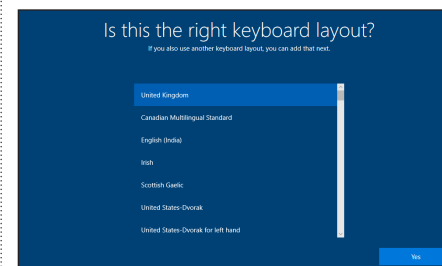 Is this the right keyboard layout?
If you also use another keyboard layout, you can add that next.
United Kingdom
Canadian Multilingual Standard
English (India)
Irish
Scottish Gaelic
United States-Dvorak
United States-Dvorak for left hand
Yes